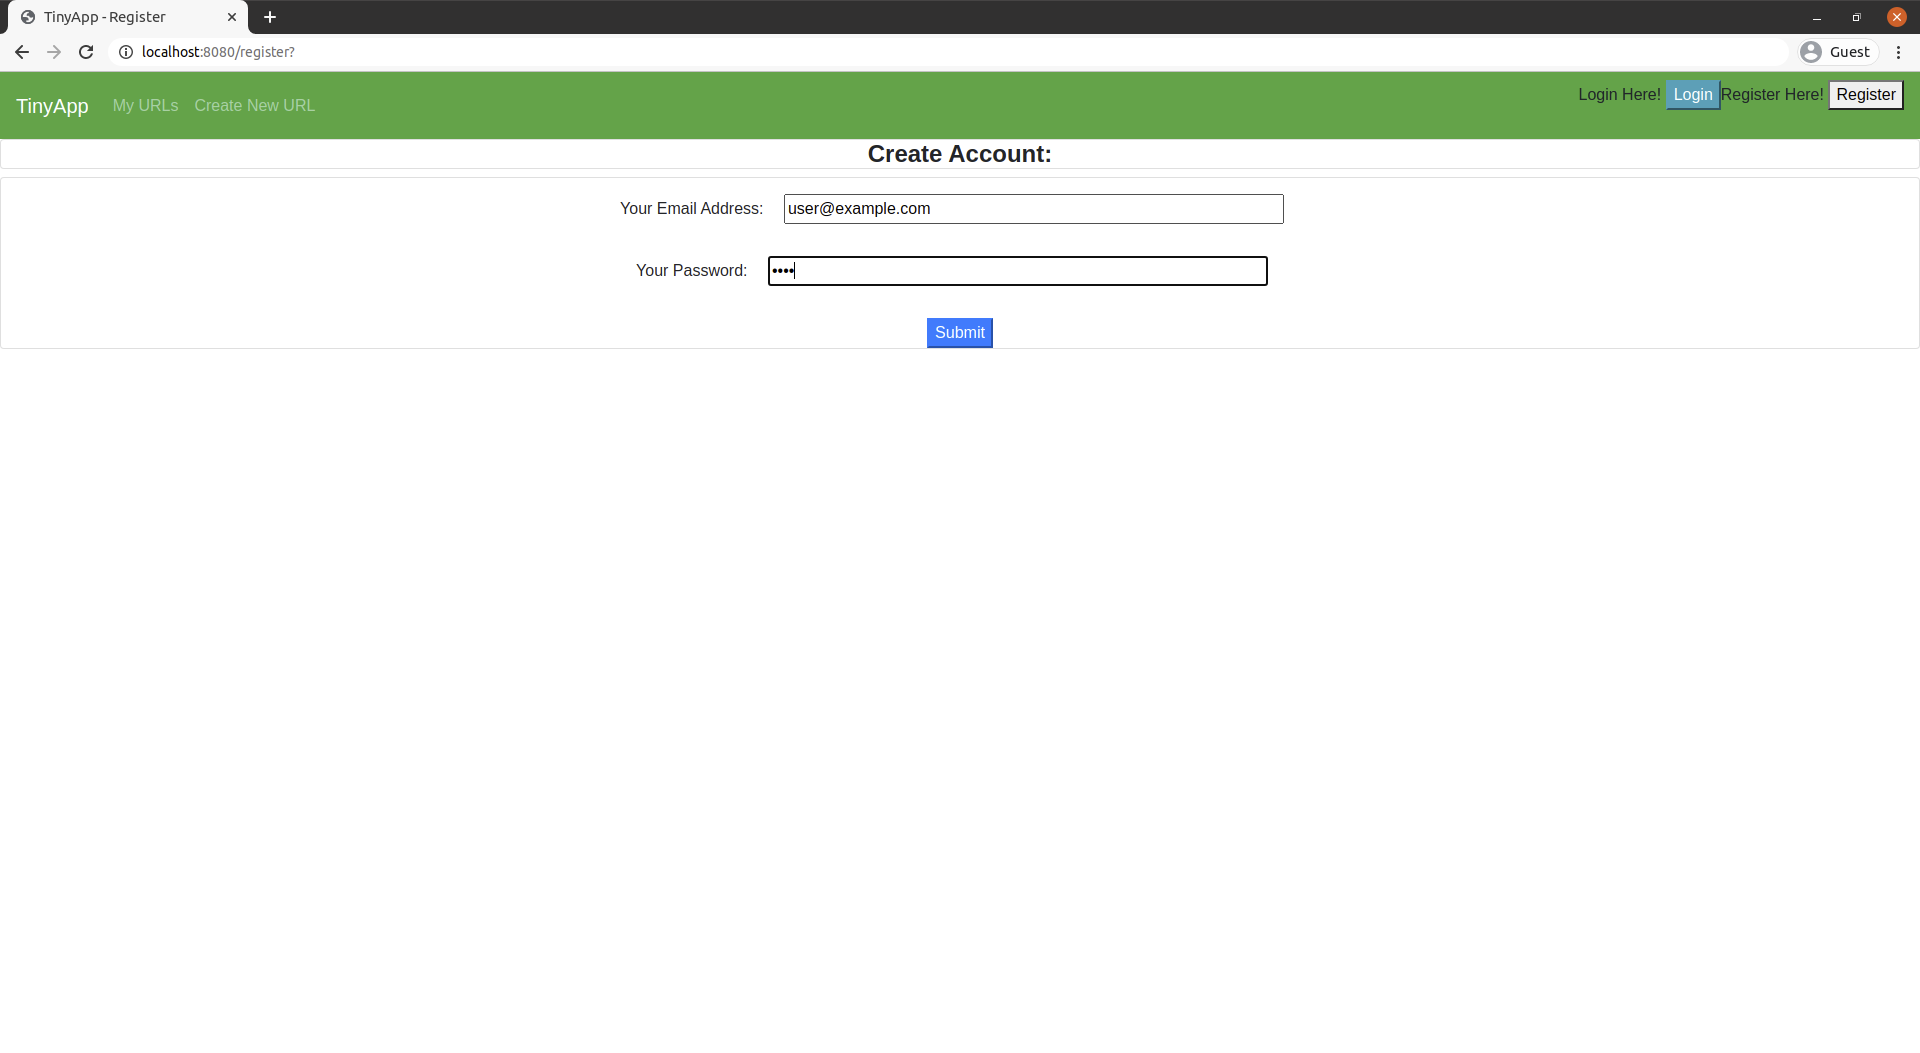 TinyApp - Register
localhost:8080/register?
Guest
TinyApp My URLs Create New URL Login Here! Login Register Here! Register
Create Account:
Your Email Address: user@example.com
Your Password: ••••
Submit